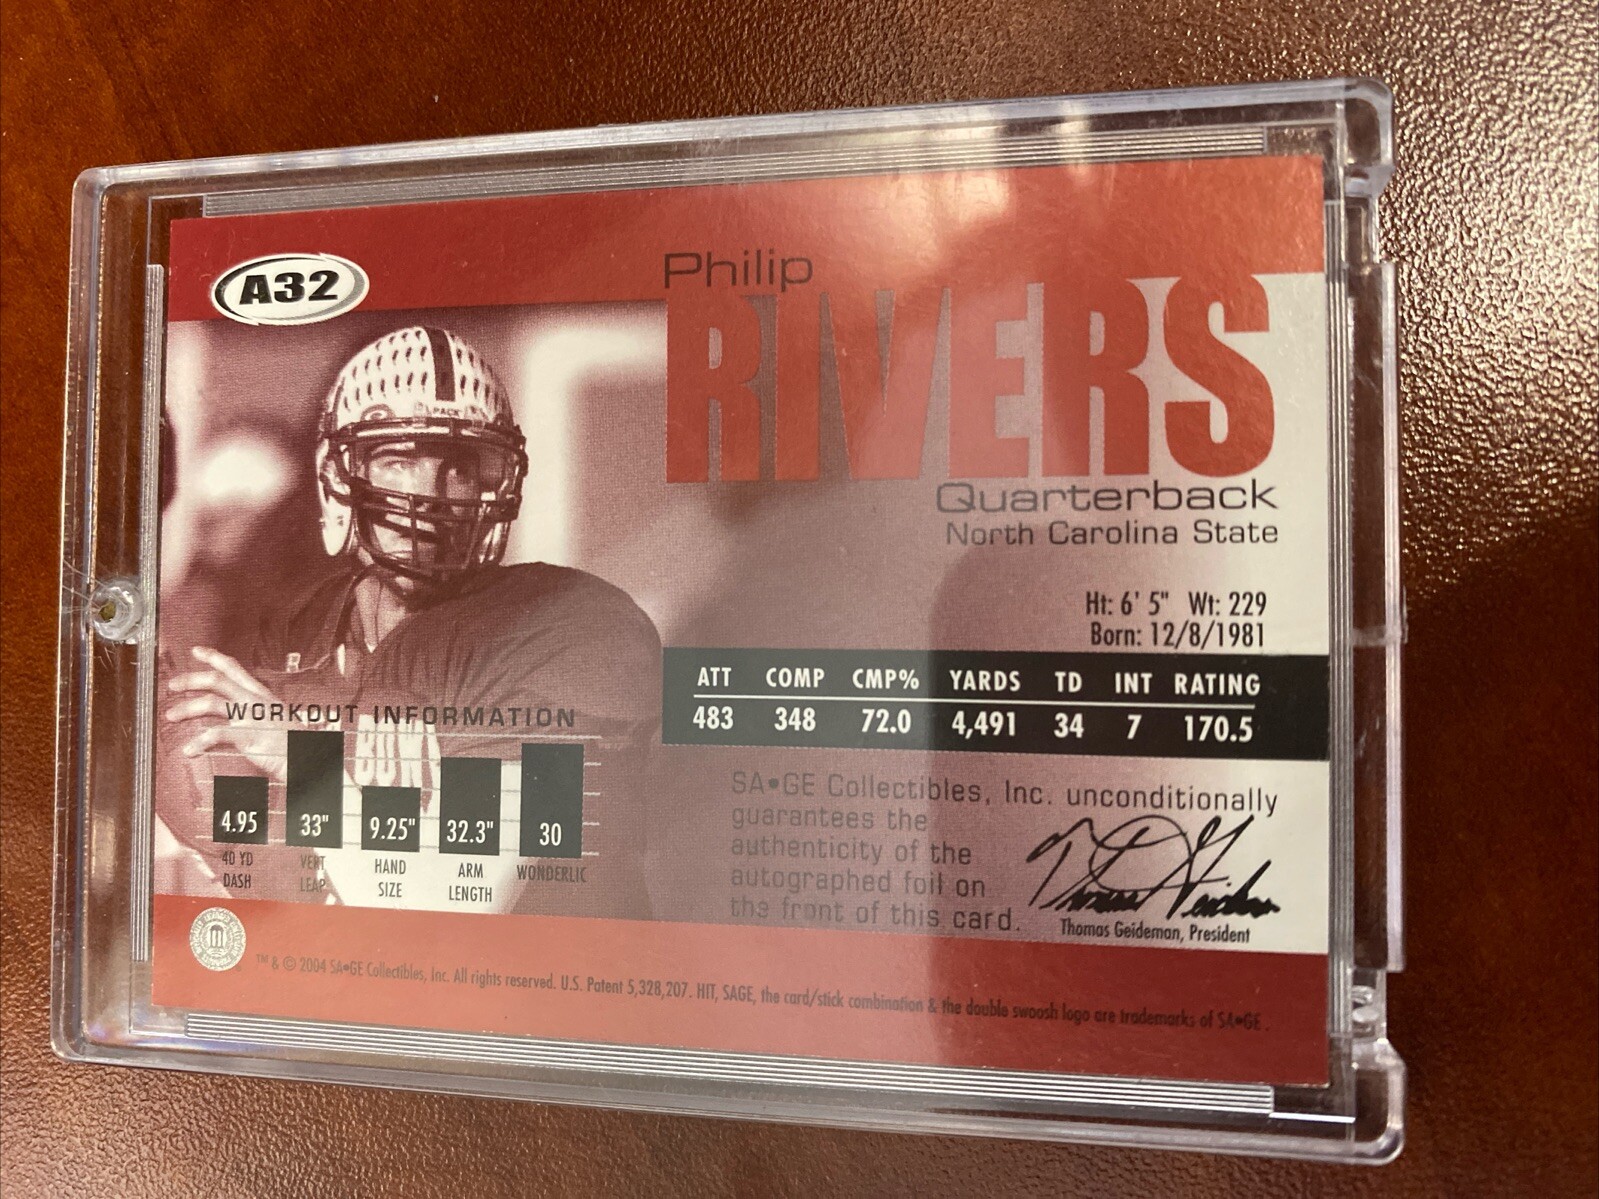 A32
Philip
RIVERS
Quarterback
North Carolina State
Ht: 6' 5" Wt: 229
Born: 12/8/1981
ATT COMP CMP% YARDS TD INT RATING
483 348 72.0 4,491 34 7 170.5
PACK
BOWL
WORKOUT INFORMATION
4.95 33" 9.25" 32.3" 30
40 YD DASH
VERT LEAP
HAND SIZE
ARM LENGTH
WONDERLIC
SA•GE Collectibles, Inc. unconditionally
guarantees the
authenticity of the
autographed foil on
the front of this card.
Thomas Geideman, President
™ & © 2004 SA•GE Collectibles, Inc. All rights reserved. U.S. Patent 5,328,207. HIT, SAGE, the card/stick combination & the double swoosh logo are trademarks of SA•GE.